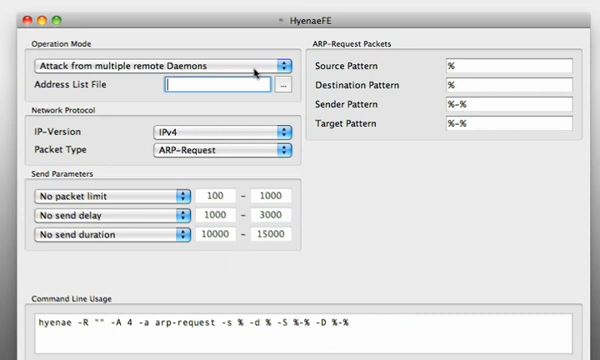 HyenaeFE
Operation Mode
Attack from multiple remote Daemons
Address List File
...
Network Protocol
IP-Version IPv4
Packet Type ARP-Request
Send Parameters
No packet limit 100 - 1000
No send delay 1000 - 3000
No send duration 10000 - 15000
ARP-Request Packets
Source Pattern %
Destination Pattern %
Sender Pattern %-%
Target Pattern %-%
Command Line Usage
hyenae -R "" -A 4 -a arp-request -s % -d % -S %-% -D %-%